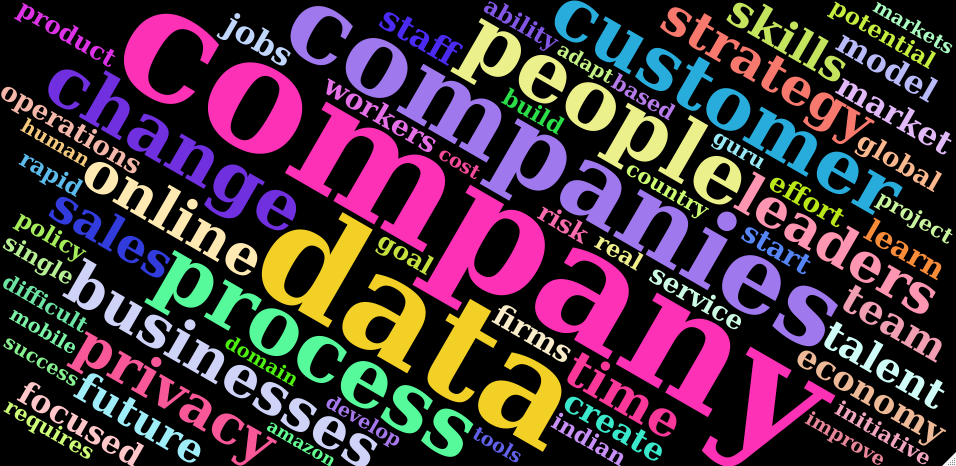 product
jobs
staff
ability
customer
strategy
skills
potential
markets
company
companies
people
adapt
based
model
market
change
workers
build
guru
global
operations
human
cost
country
effort
project
rapid
online
risk
real
leaders
start
learn
sales
data
goal
service
team
policy
single
process
firms
talent
businesses
difficult
mobile
domain
time
economy
success
privacy
future
create
initiative
improve
focused
requires
develop
amazon
tools
indian